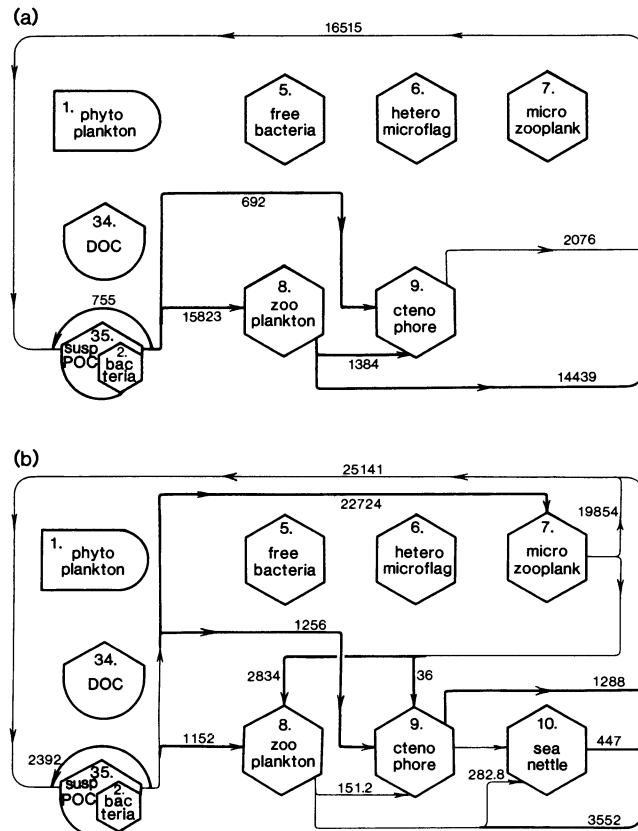 (a)
16515
1. phyto
plankton
5.
free
bacteria
6.
hetero
microflag
7.
micro
zooplank
34.
DOC
692
2076
755
15823
8.
zoo
plankton
9.
cteno
phore
35.
susp
POC
2.
bac
teria
1384
14439
(b)
25141
22724
19854
1. phyto
plankton
5.
free
bacteria
6.
hetero
microflag
7.
micro
zooplank
1256
34.
DOC
2834
36
1288
1152
8.
zoo
plankton
9.
cteno
phore
10.
sea
nettle
447
2392
35.
susp
POC
2.
bac
teria
151.2
282.8
3552